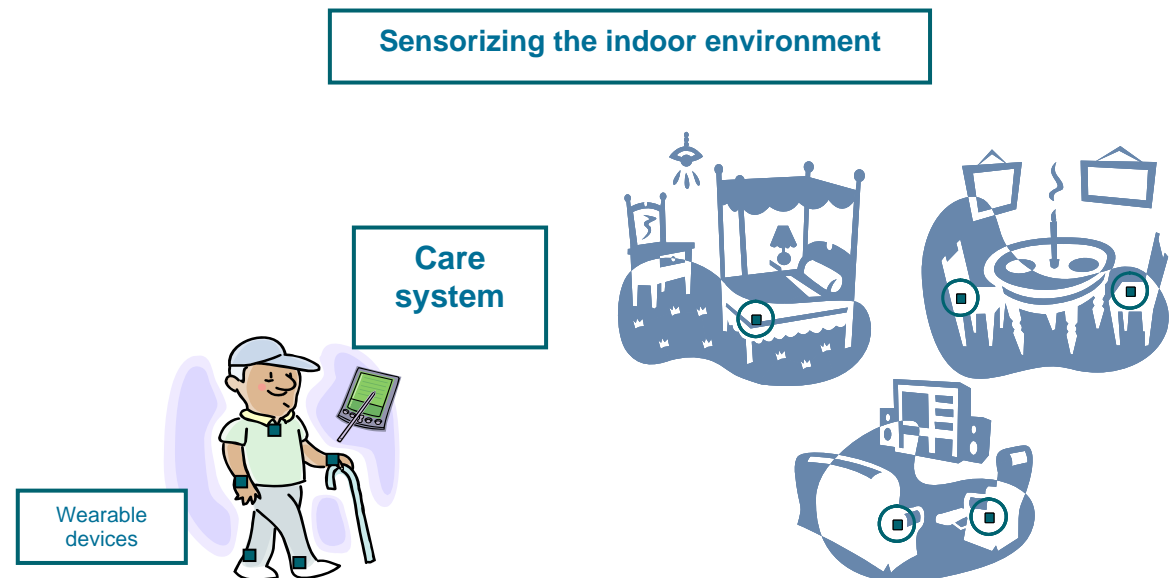 Sensorizing the indoor environment
Care
system
Wearable
devices